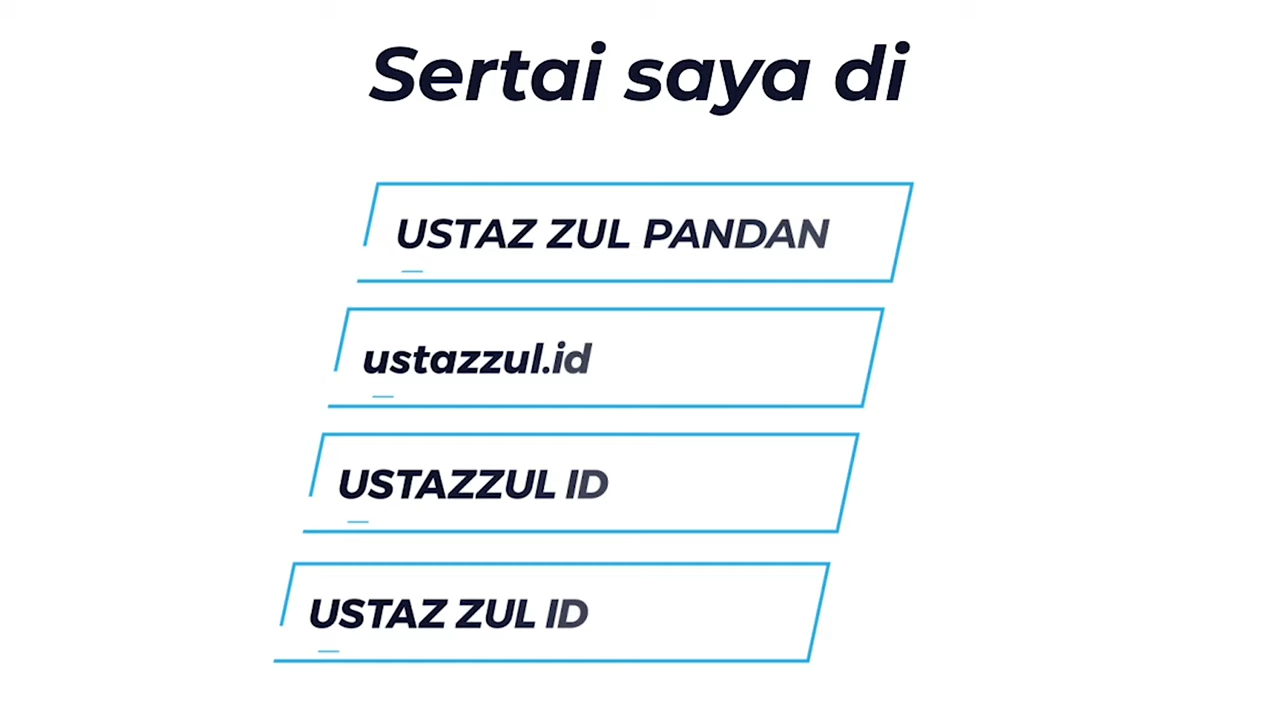 Sertai saya di
USTAZ ZUL PANDAN
ustazzul.id
USTAZZUL ID
USTAZ ZUL ID